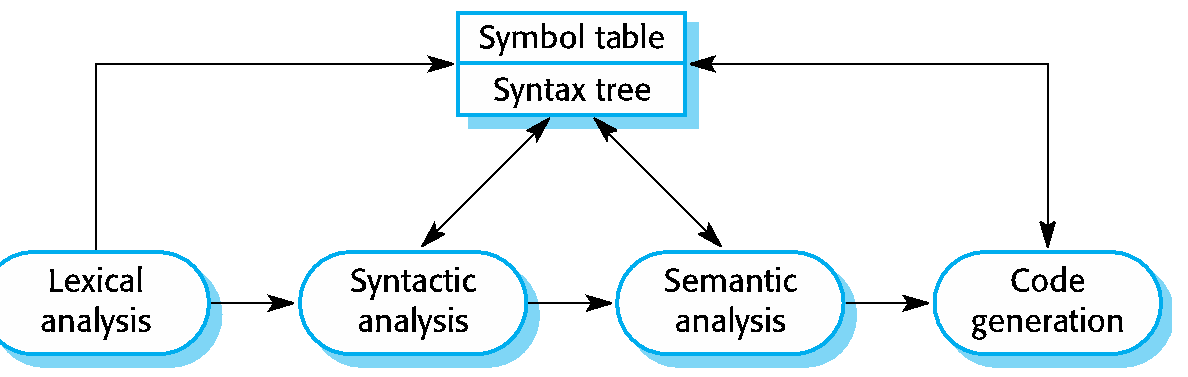 Symbol table
Syntax tree
Lexical
analysis
Syntactic
analysis
Semantic
analysis
Code
generation